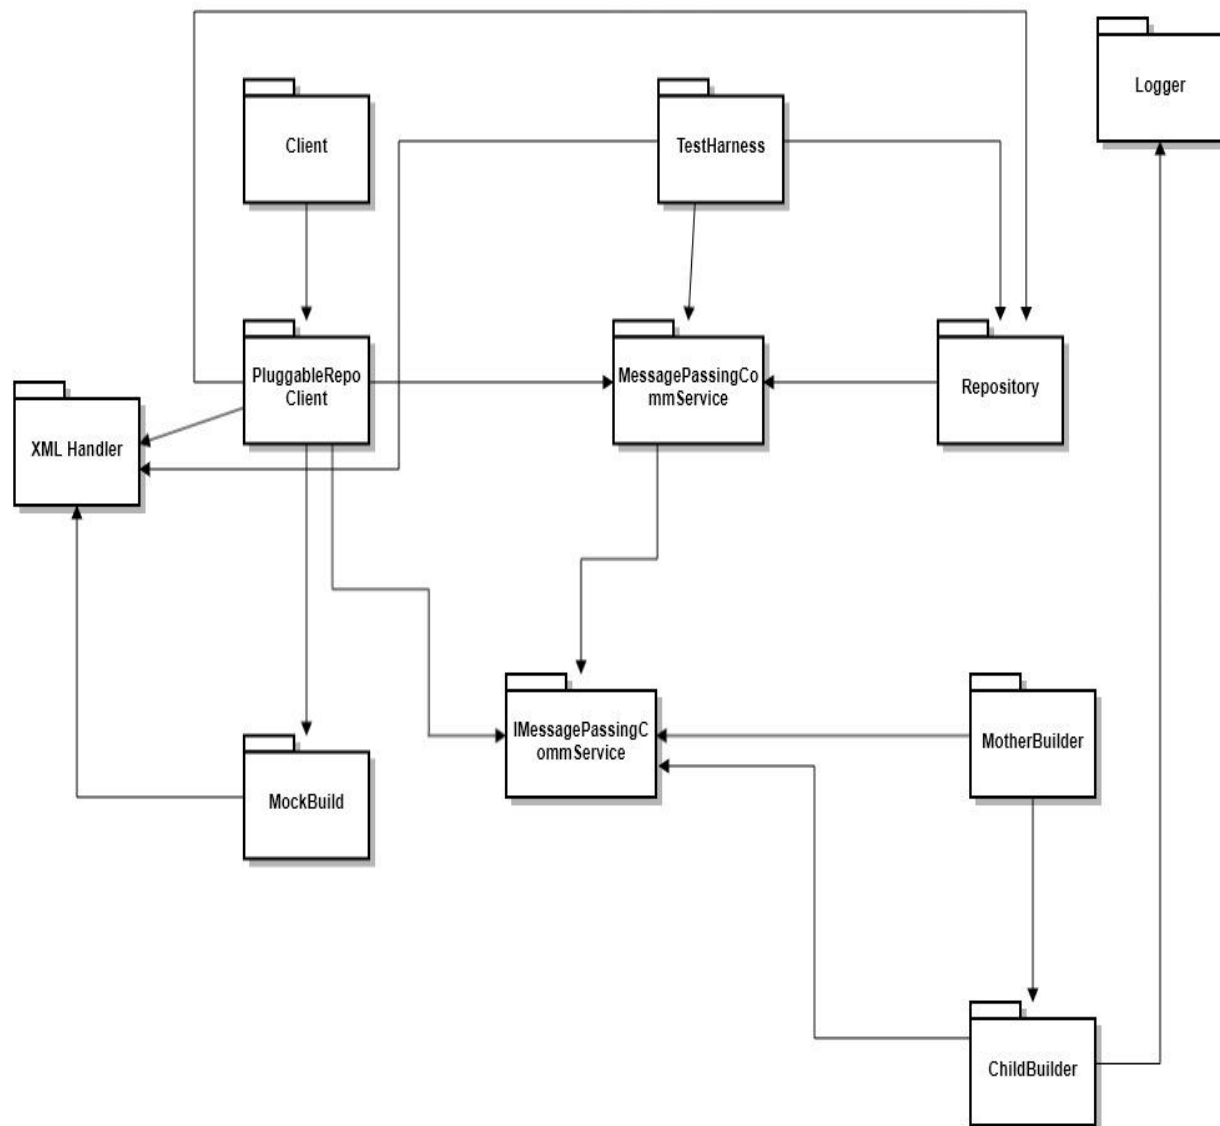 Logger
Client
TestHarness
PluggableRepo
Client
MessagePassingCo
mmService
Repository
XML Handler
IMessagePassingC
ommService
MotherBuilder
MockBuild
ChildBuilder